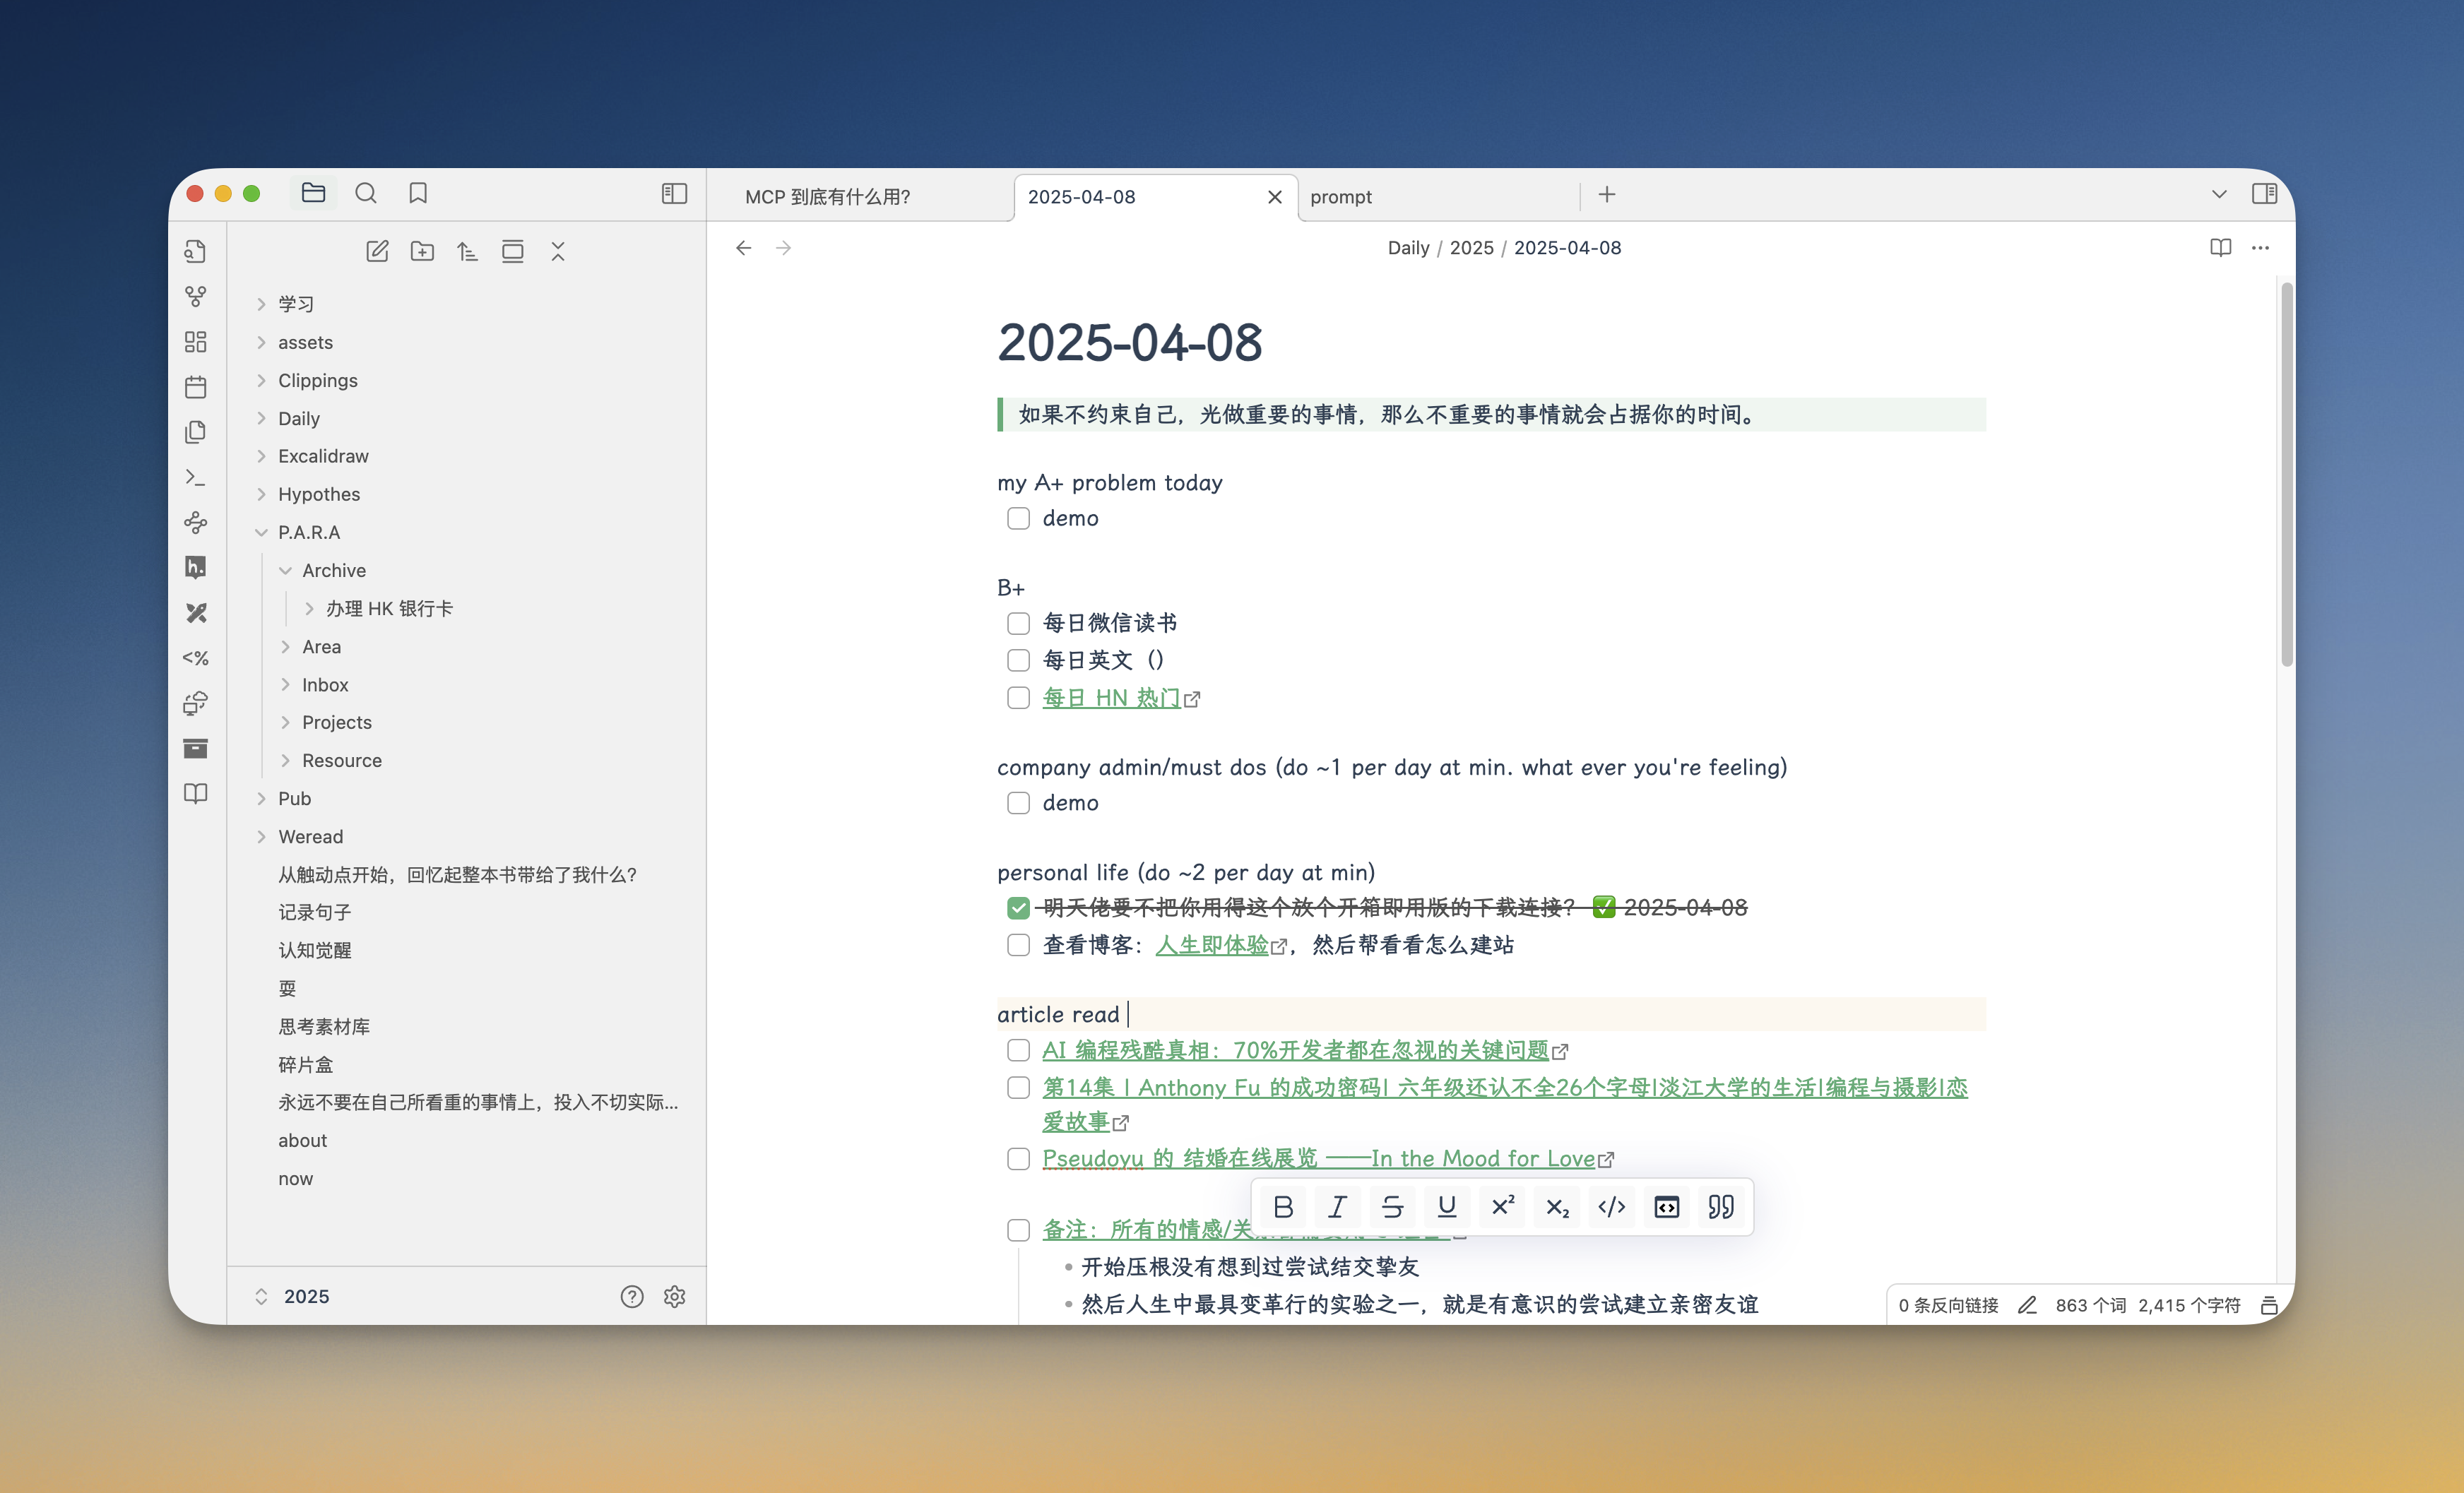 MCP 到底有什么用?
2025-04-08
prompt
Daily / 2025 / 2025-04-08
学习
assets
Clippings
Daily
Excalidraw
Hypothes
P.A.R.A
Archive
办理 HK 银行卡
Area
Inbox
Projects
Resource
Pub
Weread
从触动点开始，回忆起整本书带给了我什么？
记录句子
认知觉醒
耍
思考素材库
碎片盒
永远不要在自己所看重的事情上，投入不切实际...
about
now
2025
h.
<%
2025-04-08
如果不约束自己，光做重要的事情，那么不重要的事情就会占据你的时间。
my A+ problem today
demo
B+
每日微信读书
每日英文（）
每日 HN 热门
company admin/must dos (do ~1 per day at min. what ever you're feeling)
demo
personal life (do ~2 per day at min)
明天佬要不把你用得这个放个开箱即用版的下载连接？ ✅ 2025-04-08
查看博客：人生即体验，然后帮看看怎么建站
article read
AI 编程残酷真相：70%开发者都在忽视的关键问题
第14集 | Anthony Fu 的成功密码| 六年级还认不全26个字母|淡江大学的生活|编程与摄影|恋
爱故事
Pseudoyu 的 结婚在线展览 ——In the Mood for Love
备注：所有的情感/关
开始压根没有想到过尝试结交挚友
然后人生中最具变革行的实验之一，就是有意识的尝试建立亲密友谊
0 条反向链接 863 个词 2,415 个字符